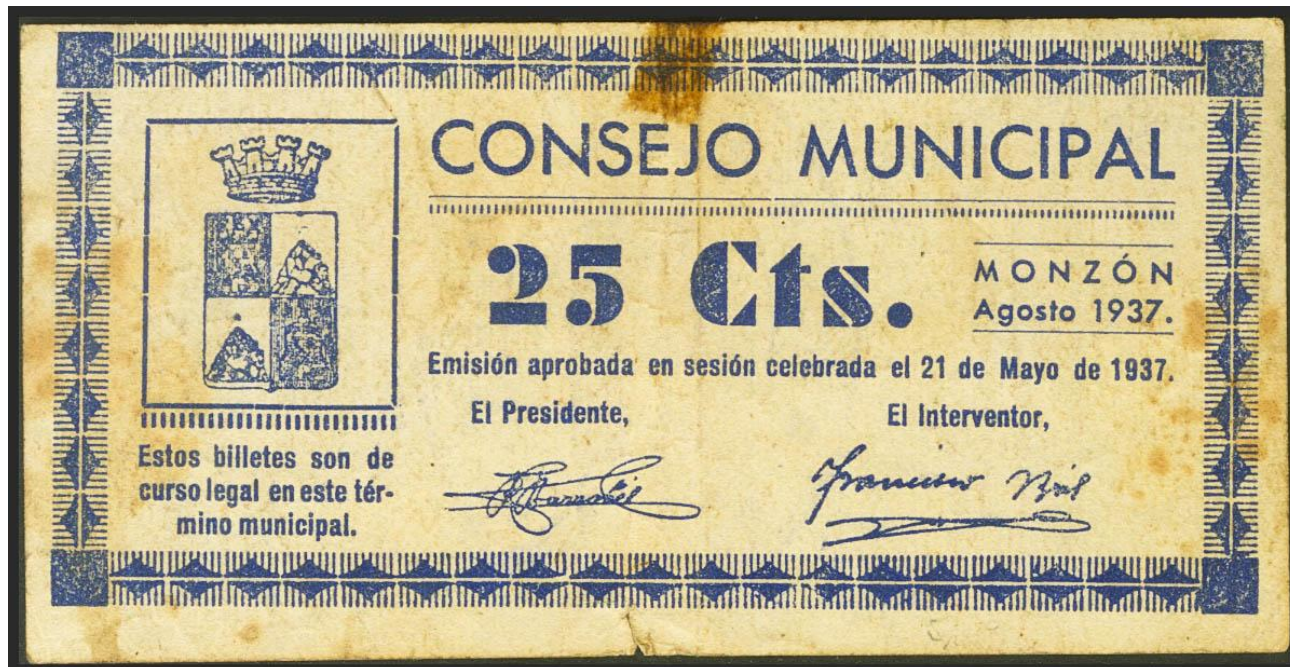 CONSEJO MUNICIPAL
25 Cts.
MONZÓN
Agosto 1937.
Emisión aprobada en sesión celebrada el 21 de Mayo de 1937.
El Presidente,
El Interventor,
Francisco
Estos billetes son de
curso legal en este tér-
mino municipal.